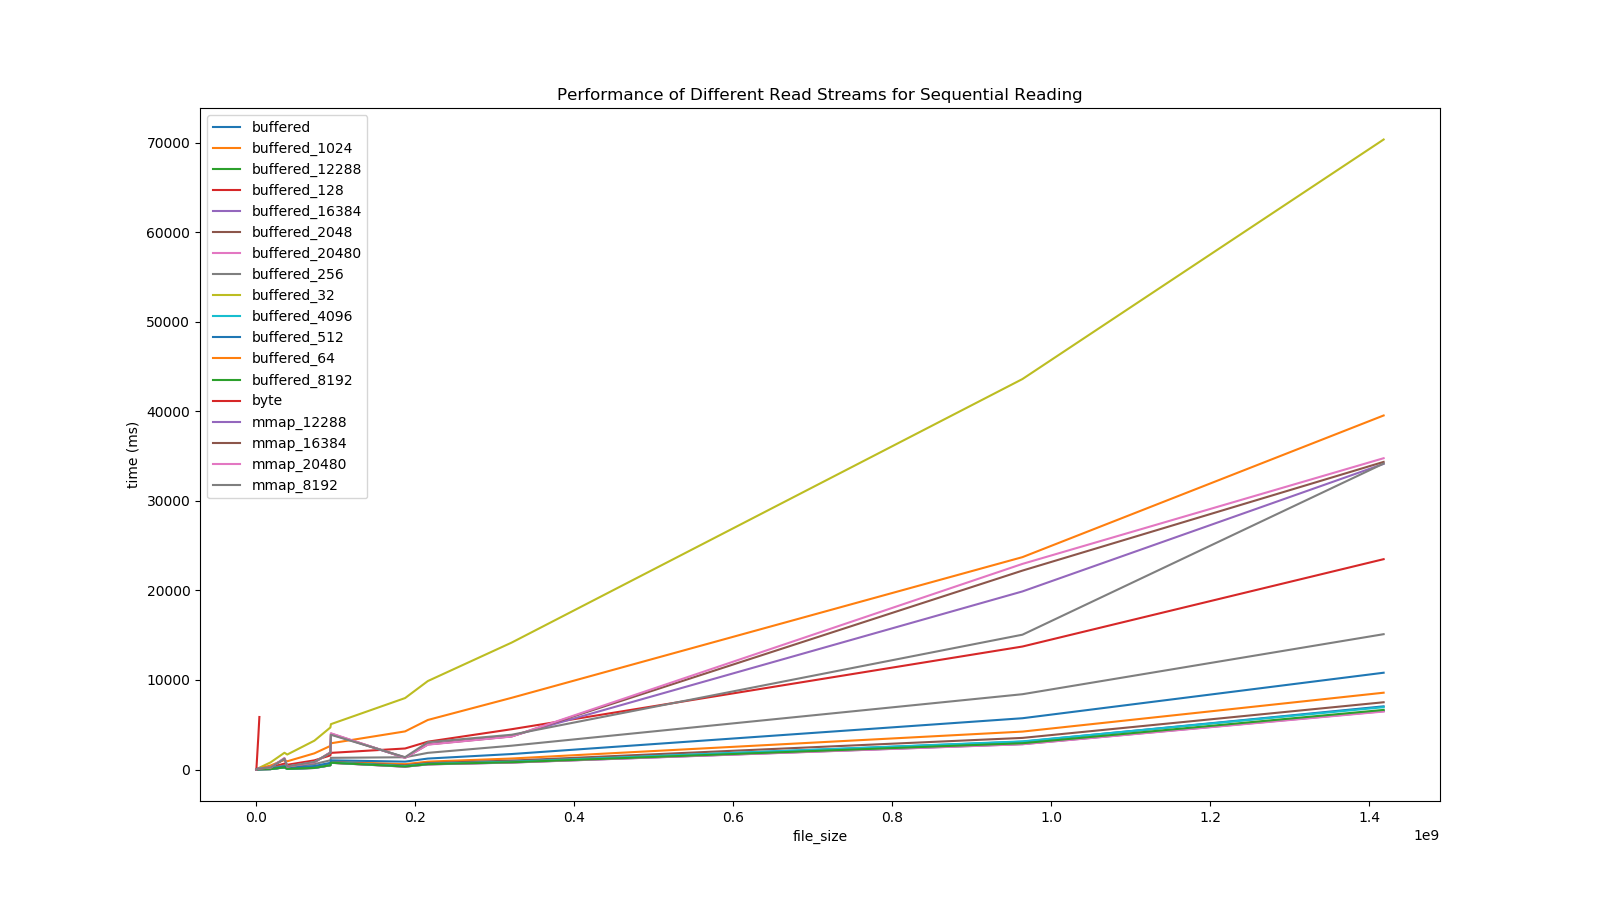 Performance of Different Read Streams for Sequential Reading
buffered
buffered_1024
buffered_12288
buffered_128
buffered_16384
buffered_2048
buffered_20480
buffered_256
buffered_32
buffered_4096
buffered_512
buffered_64
buffered_8192
byte
mmap_12288
mmap_16384
mmap_20480
mmap_8192
70000
60000
50000
40000
30000
20000
10000
0
time (ms)
0.0 0.2 0.4 0.6 0.8 1.0 1.2 1.4
1e9
file_size